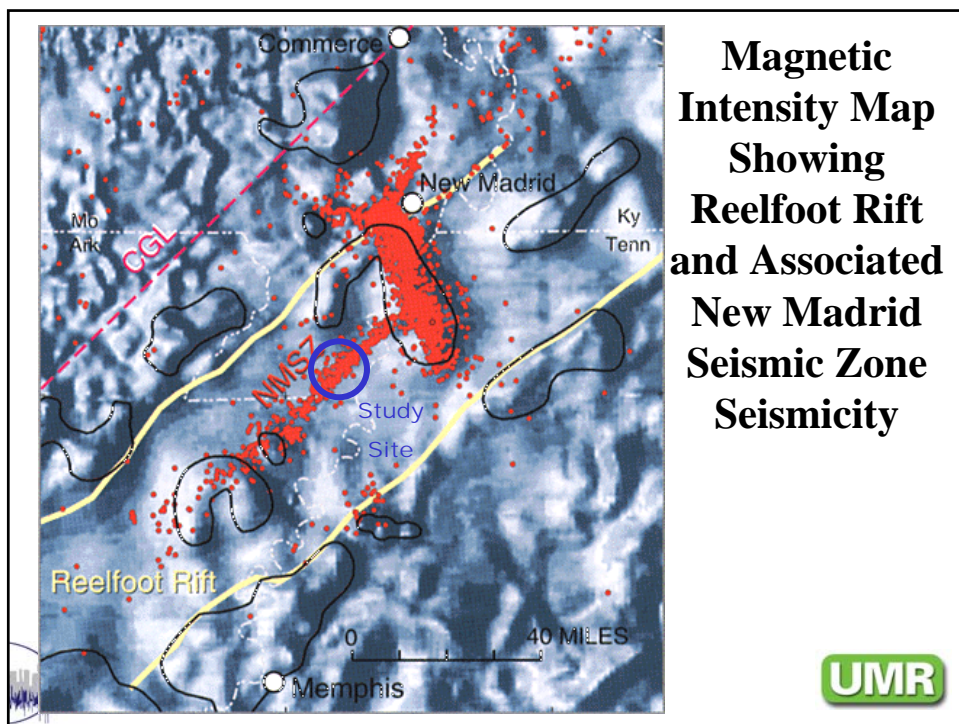 Commerce
New Madrid
Mo
Ark
CGL
Ky
Tenn
NMSZ
Study
Site
Reelfoot Rift
0 40 MILES
Memphis
Magnetic
Intensity Map
Showing
Reelfoot Rift
and Associated
New Madrid
Seismic Zone
Seismicity
UMR